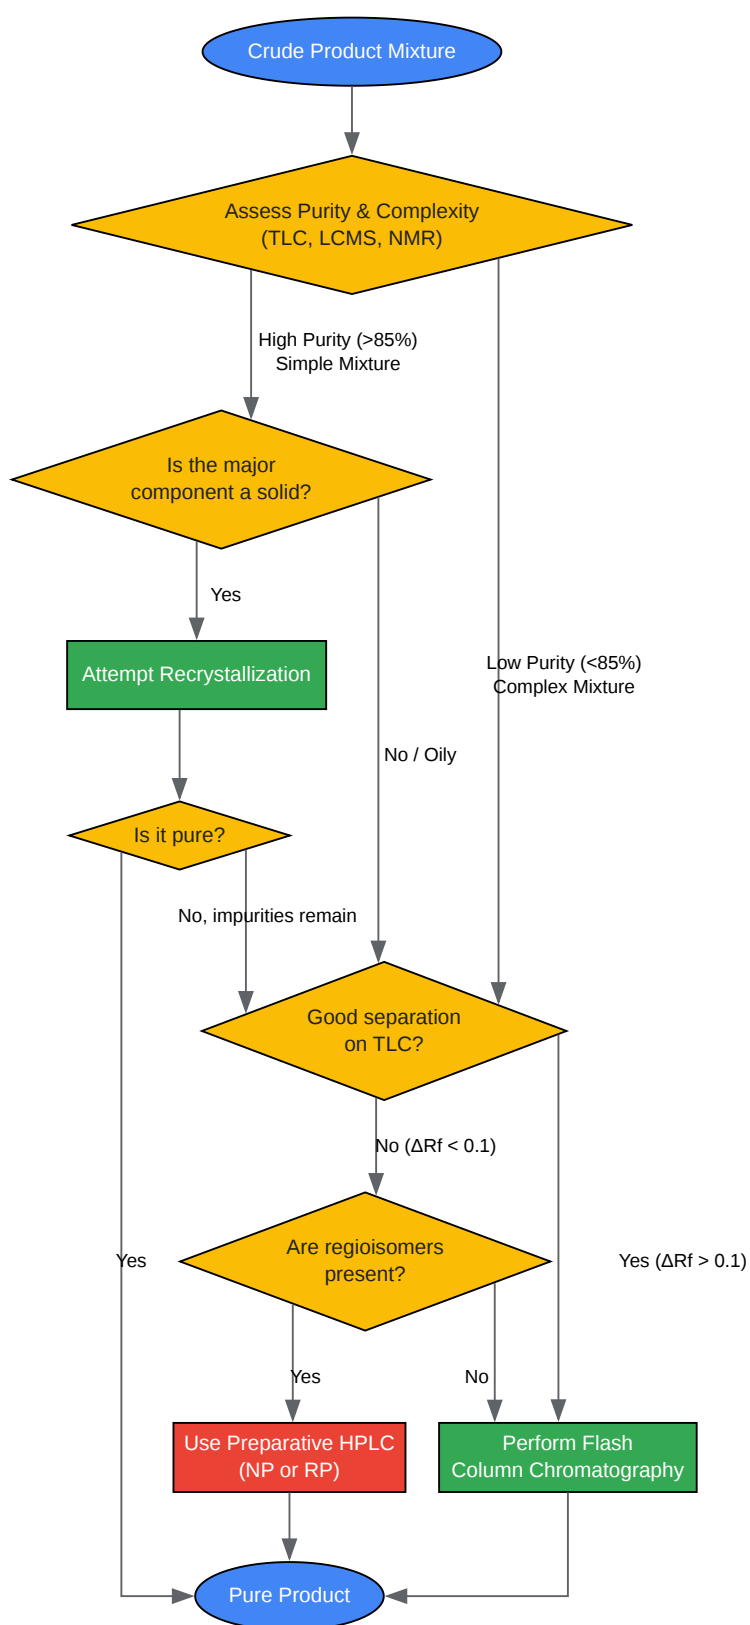 Crude Product Mixture
Assess Purity & Complexity
(TLC, LCMS, NMR)
High Purity (>85%)
Simple Mixture
Is the major
component a solid?
Yes
Low Purity (<85%)
Complex Mixture
Attempt Recrystallization
No / Oily
Is it pure?
No, impurities remain
Good separation
on TLC?
No (ΔRf < 0.1)
Are regioisomers
present?
Yes
Yes (ΔRf > 0.1)
Yes
No
Use Preparative HPLC
(NP or RP)
Perform Flash
Column Chromatography
Pure Product